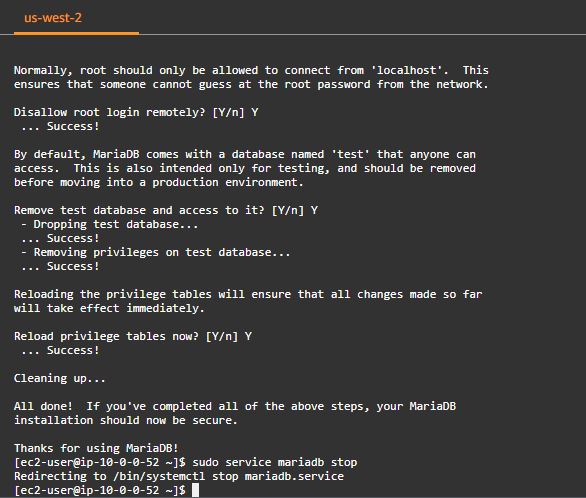 us-west-2
Normally, root should only be allowed to connect from 'localhost'.  This
ensures that someone cannot guess at the root password from the network.
Disallow root login remotely? [Y/n] Y
 ... Success!
By default, MariaDB comes with a database named 'test' that anyone can
access.  This is also intended only for testing, and should be removed
before moving into a production environment.
Remove test database and access to it? [Y/n] Y
 - Dropping test database...
 ... Success!
 - Removing privileges on test database...
 ... Success!
Reloading the privilege tables will ensure that all changes made so far
will take effect immediately.
Reload privilege tables now? [Y/n] Y
 ... Success!
Cleaning up...
All done!  If you've completed all of the above steps, your MariaDB
installation should now be secure.
Thanks for using MariaDB!
[ec2-user@ip-10-0-0-52 ~]$ sudo service mariadb stop
Redirecting to /bin/systemctl stop mariadb.service
[ec2-user@ip-10-0-0-52 ~]$